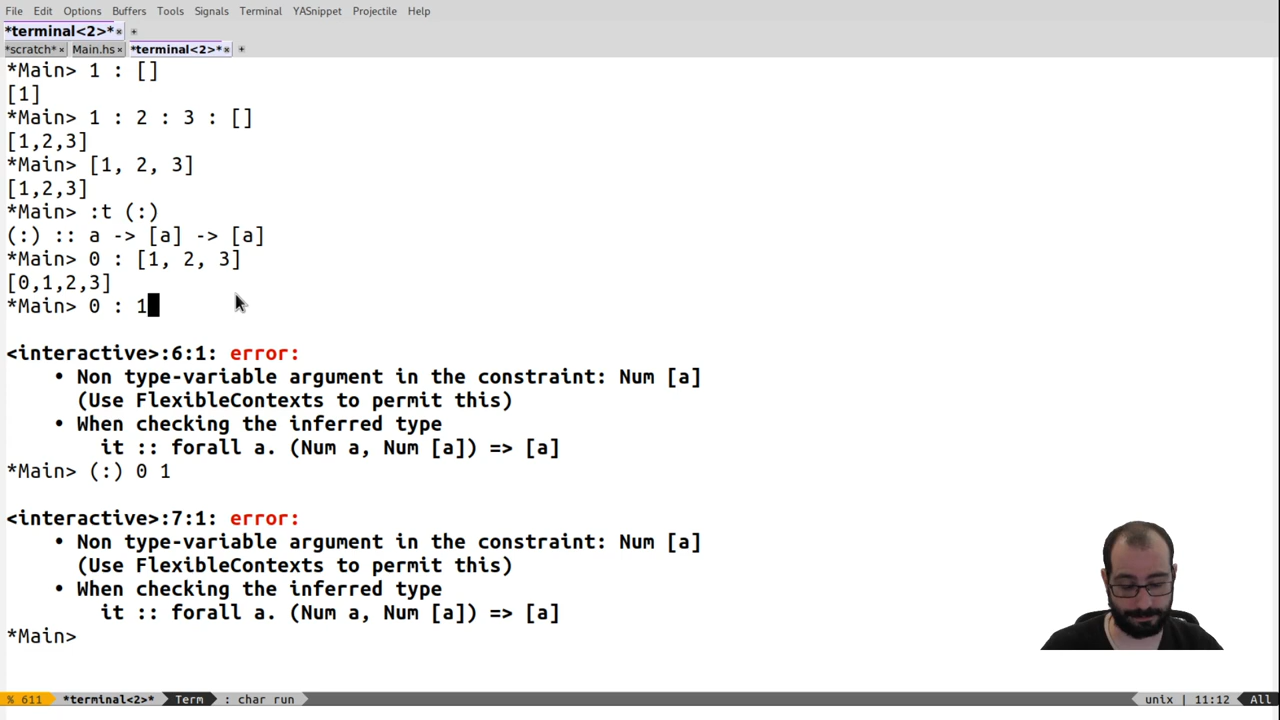 File Edit Options Buffers Tools Signals Terminal YASnippet Projectile Help
*terminal<2>*× +
*scratch*× Main.hs× *terminal<2>*× +
*Main> 1 : []
[1]
*Main> 1 : 2 : 3 : []
[1,2,3]
*Main> [1, 2, 3]
[1,2,3]
*Main> :t (:)
(:) :: a -> [a] -> [a]
*Main> 0 : [1, 2, 3]
[0,1,2,3]
*Main> 0 : 1
<interactive>:6:1: error:
• Non type-variable argument in the constraint: Num [a]
(Use FlexibleContexts to permit this)
• When checking the inferred type
it :: forall a. (Num a, Num [a]) => [a]
*Main> (:) 0 1
<interactive>:7:1: error:
• Non type-variable argument in the constraint: Num [a]
(Use FlexibleContexts to permit this)
• When checking the inferred type
it :: forall a. (Num a, Num [a]) => [a]
*Main>
% 611 *terminal<2>* Term : char run unix | 11:12 All